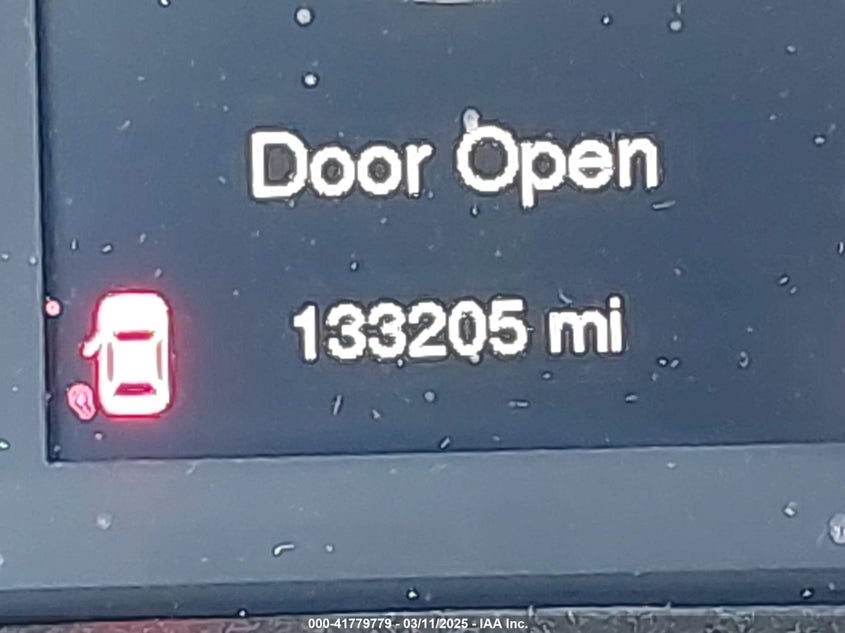 Door Open
133205 mi
000-41779779 - 03/11/2025 - IAA Inc.